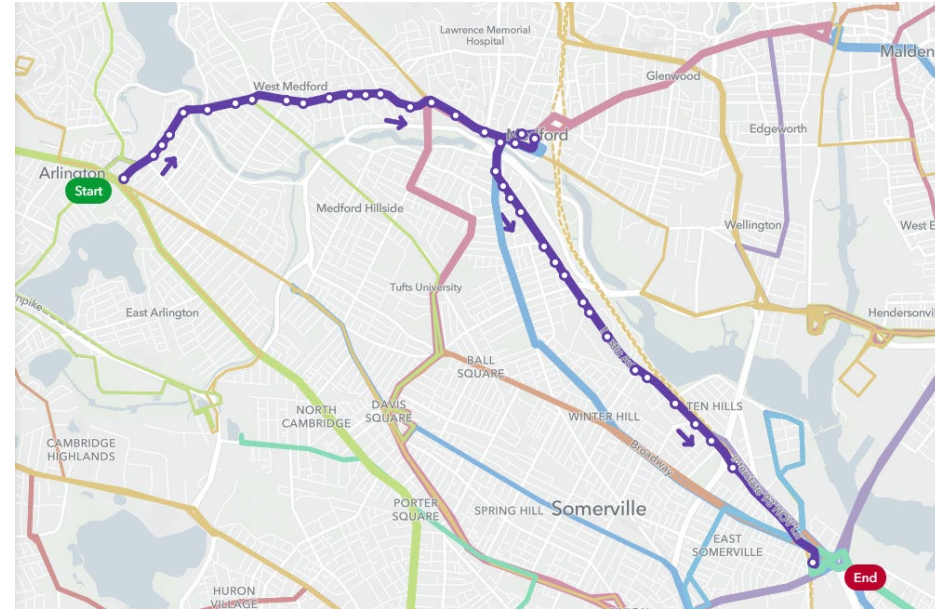 Lawrence Memorial
Hospital
Malden
Glenwood
West Medford
Edgeworth
Medford
Arlington
Start
Medford Hillside
Wellington
West E
Tufts University
mpike
East Arlington
Hendersonvil
BALL
SQUARE
NORTH
CAMBRIDGE
DAVIS
SQUARE
WINTER HILL
TEN HILLS
CAMBRIDGE
HIGHLANDS
Broadway
PORTER
SQUARE
SPRING HILL
Somerville
EAST
SOMERVILLE
End
HURON
VILLAGE